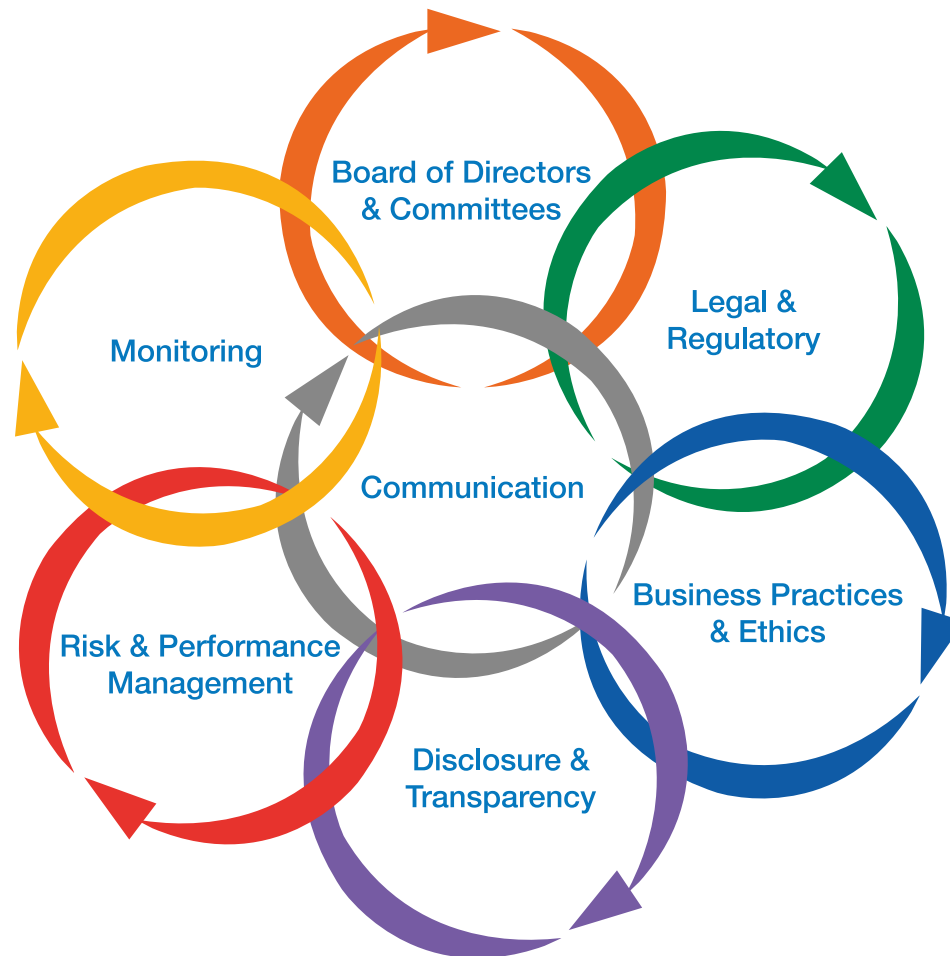 Board of Directors
& Committees
Legal &
Regulatory
Monitoring
Communication
Business Practices
& Ethics
Risk & Performance
Management
Disclosure &
Transparency